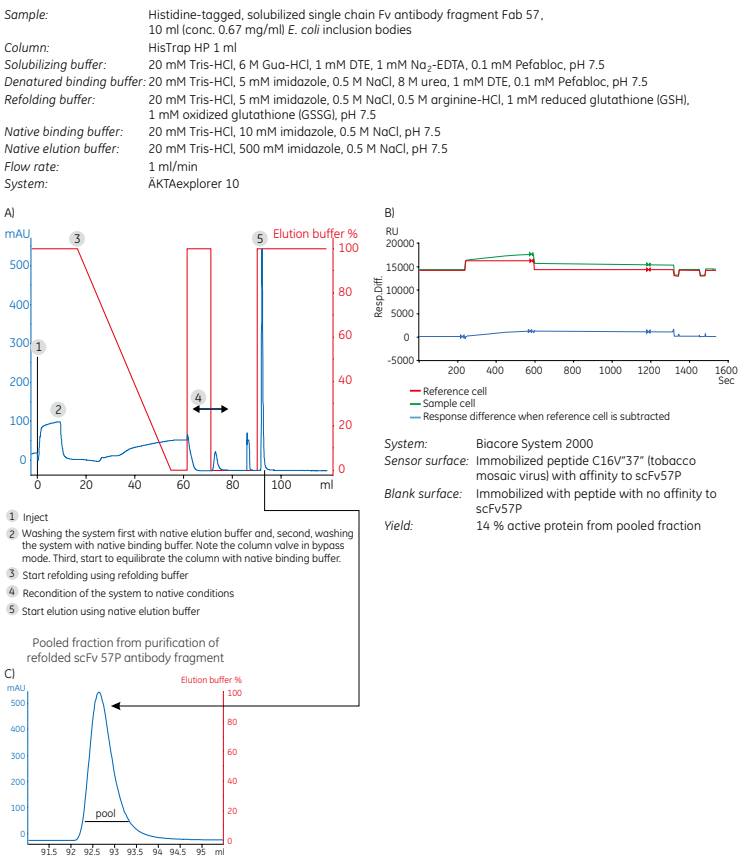 Sample: Histidine-tagged, solubilized single chain Fv antibody fragment Fab 57,
10 ml (conc. 0.67 mg/ml) E. coli inclusion bodies
Column: HisTrap HP 1 ml
Solubilizing buffer: 20 mM Tris-HCl, 6 M Gua-HCl, 1 mM DTE, 1 mM Na₂-EDTA, 0.1 mM Pefabloc, pH 7.5
Denatured binding buffer: 20 mM Tris-HCl, 5 mM imidazole, 0.5 M NaCl, 8 M urea, 1 mM DTE, 0.1 mM Pefabloc, pH 7.5
Refolding buffer: 20 mM Tris-HCl, 5 mM imidazole, 0.5 M NaCl, 0.5 M arginine-HCl, 1 mM reduced glutathione (GSH),
1 mM oxidized glutathione (GSSG), pH 7.5
Native binding buffer: 20 mM Tris-HCl, 10 mM imidazole, 0.5 M NaCl, pH 7.5
Native elution buffer: 20 mM Tris-HCl, 500 mM imidazole, 0.5 M NaCl, pH 7.5
Flow rate: 1 ml/min
System: ÄKTAexplorer 10
A)
mAU
Elution buffer %
500
400
300
200
100
0
100
80
60
40
20
0
0 20 40 60 80 100 ml
1
2
3
4
5
1 Inject
2 Washing the system first with native elution buffer and, second, washing
the system with native binding buffer. Note the column valve in bypass
mode. Third, start to equilibrate the column with native binding buffer.
3 Start refolding using refolding buffer
4 Recondition of the system to native conditions
5 Start elution using native elution buffer
B)
RU
20000
15000
10000
5000
0
-5000
Resp.Diff.
200 400 600 800 1000 1200 1400 1600
Sec
Reference cell
Sample cell
Response difference when reference cell is subtracted
System: Biacore System 2000
Sensor surface: Immobilized peptide C16V"37" (tobacco
mosaic virus) with affinity to scFv57P
Blank surface: Immobilized with peptide with no affinity to
scFv57P
Yield: 14 % active protein from pooled fraction
Pooled fraction from purification of
refolded scFv 57P antibody fragment
C)
mAU
Elution buffer %
500
400
300
200
100
0
100
80
60
40
20
0
pool
91.5 92 92.5 93 93.5 94 94.5 95 ml